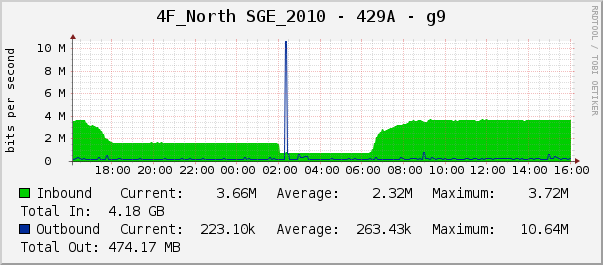 4F_North SGE_2010 - 429A - g9
RRDTOOL / TOBI OETIKER
bits per second
10 M
8 M
6 M
4 M
2 M
0
18:00 20:00 22:00 00:00 02:00 04:00 06:00 08:00 10:00 12:00 14:00 16:00
Inbound Current: 3.66M Average: 2.32M Maximum: 3.72M
Total In: 4.18 GB
Outbound Current: 223.10k Average: 263.43k Maximum: 10.64M
Total Out: 474.17 MB